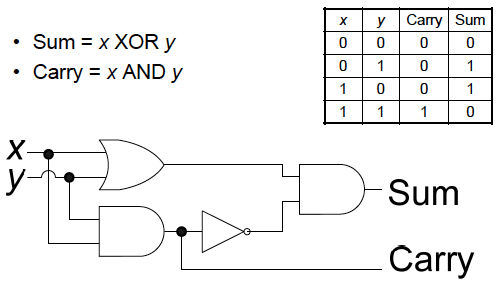 • Sum = x XOR y
• Carry = x AND y
x y Carry Sum
0 0 0 0
0 1 0 1
1 0 0 1
1 1 1 0
x
y
Sum
Carry